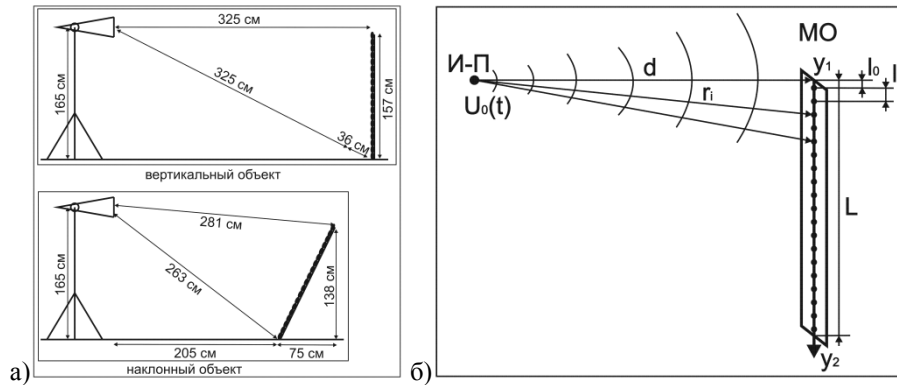 325 см
165 см
325 см
36 см
157 см
вертикальный объект
281 см
165 см
263 см
138 см
205 см
75 см
наклонный объект
а)
МО
И-П
U₀(t)
d
rᵢ
y₁
l₀
l
L
y₂
б)